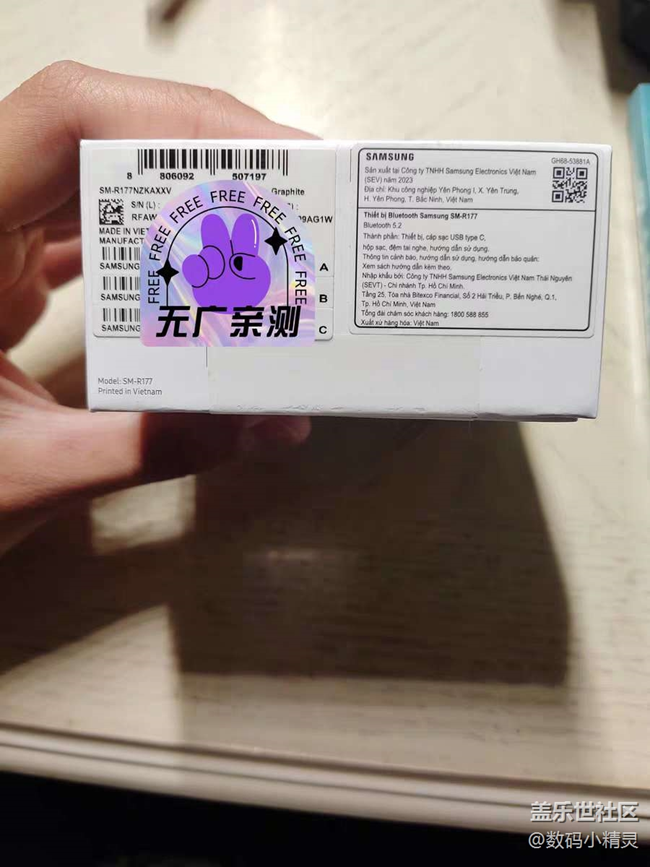 8 806092 507197
SM-R177NZKAXXV
Graphite
S/N (L) :
RFAW
09AG1W
MADE IN VIET
MANUFACT
SAMSUNG
A
SAMSUNG
B
SAMSUNG
C
FREE FREE FREE FREE FREE FREE FREE
无广亲测
Model: SM-R177
Printed in Vietnam
SAMSUNG
GH68-53881A
Sản xuất tại Công ty TNHH Samsung Electronics Việt Nam
(SEV) năm 2023
Địa chỉ: Khu công nghiệp Yên Phong I, X. Yên Trung,
H. Yên Phong, T. Bắc Ninh, Việt Nam
Thiết bị Bluetooth Samsung SM-R177
Bluetooth 5.2
Thành phần: Thiết bị, cáp sạc USB type C,
hộp sạc, đệm tai nghe, hướng dẫn sử dụng.
Thông tin cảnh báo, hướng dẫn sử dụng, hướng dẫn bảo quản:
Xem sách hướng dẫn kèm theo.
Nhập khẩu bởi: Công ty TNHH Samsung Electronics Việt Nam Thái Nguyên
(SEVT) - Chi nhánh Tp. Hồ Chí Minh.
Tầng 25, Tòa nhà Bitexco Financial, Số 2 Hải Triều, P. Bến Nghé, Q.1,
Tp. Hồ Chí Minh, Việt Nam
Tổng đài chăm sóc khách hàng: 1800 588 855
Xuất xứ hàng hóa: Việt Nam
盖乐世社区
@数码小精灵